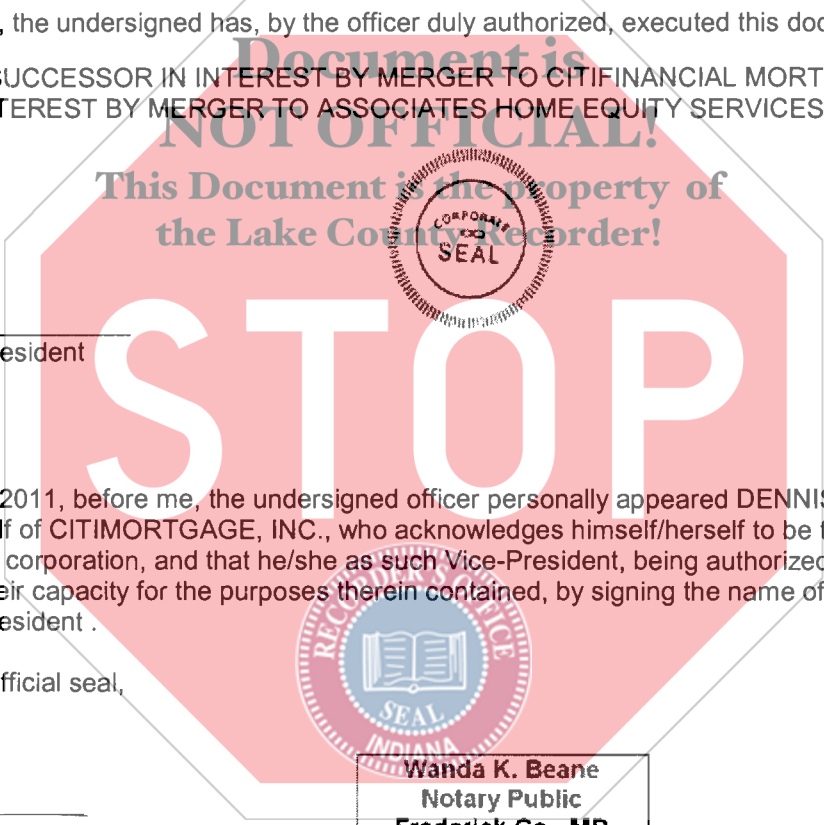 , the undersigned has, by the officer duly authorized, executed this doc
Document is
SUCCESSOR IN INTEREST BY MERGER TO CITIFINANCIAL MORT
TEREST BY MERGER TO ASSOCIATES HOME EQUITY SERVICES
NOT OFFICIAL!
This Document is the property of
the Lake County Recorder!
CORPORATE
SEAL
STOP
esident
2011, before me, the undersigned officer personally appeared DENNIS
lf of CITIMORTGAGE, INC., who acknowledges himself/herself to be t
corporation, and that he/she as such Vice-President, being authorized
eir capacity for the purposes therein contained, by signing the name of
esident .
RECORDER'S OFFICE
SEAL
INDIANA
fficial seal,
Wanda K. Beane
Notary Public
Frederick Co., MD